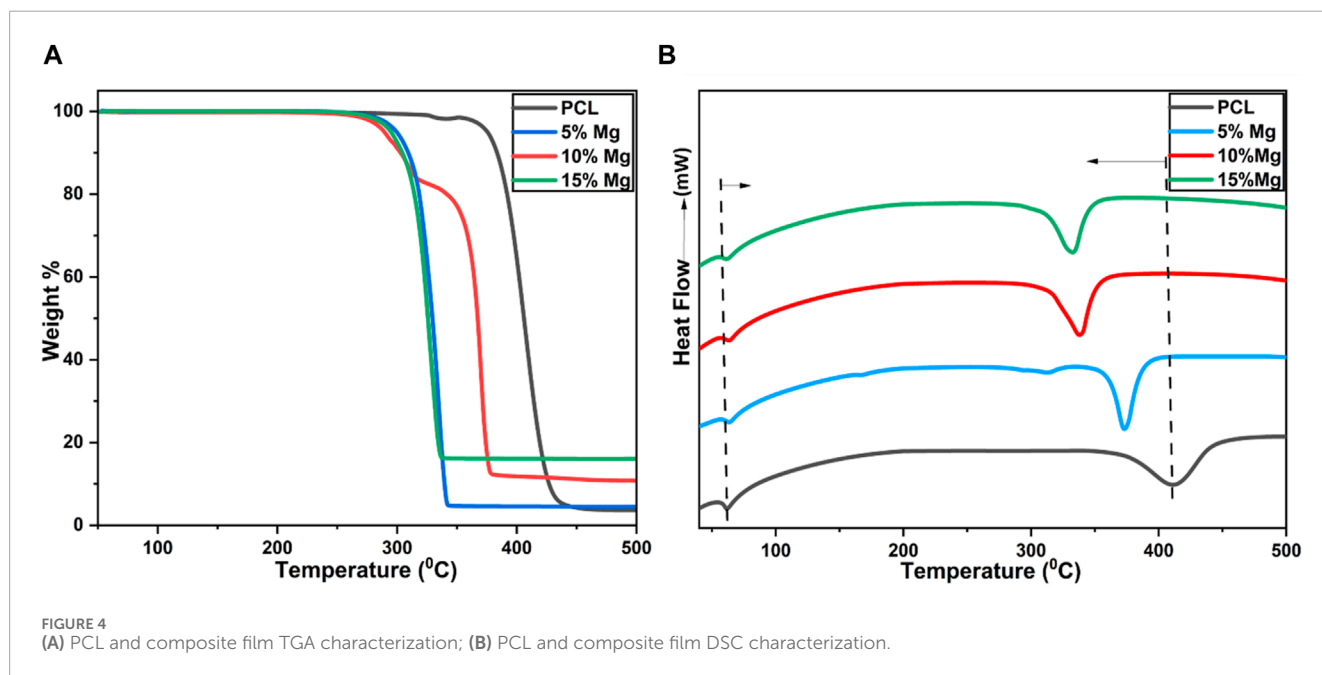 A
100
80
60
40
20
0
Weight %
PCL
5% Mg
10% Mg
15% Mg
100
200
300
400
500
Temperature (⁰C)
B
Heat Flow (mW)
PCL
5% Mg
10%Mg
15%Mg
100
200
300
400
500
Temperature (⁰C)
FIGURE 4
(A) PCL and composite film TGA characterization; (B) PCL and composite film DSC characterization.